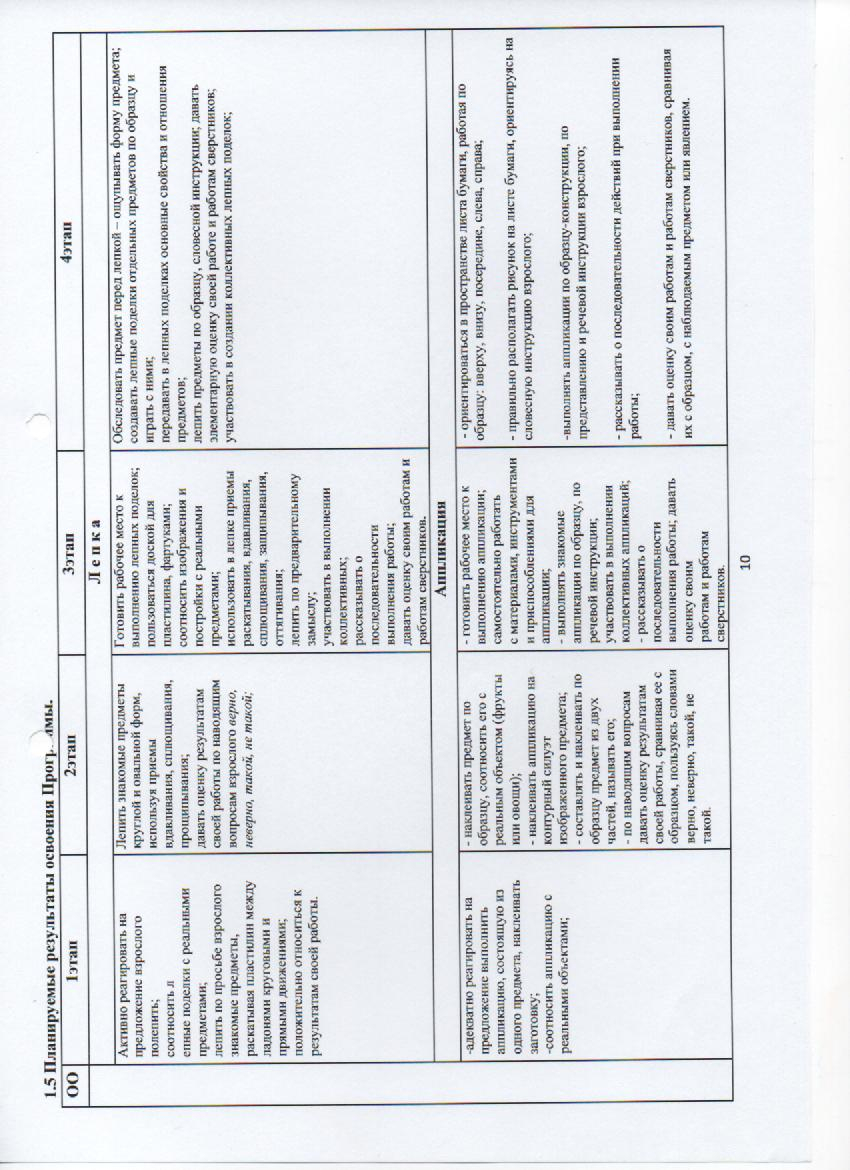 1.5 Планируемые результаты освоения Программы.
ОО
1этап
2этап
3этап
4этап
Л е п к а
Активно реагировать на
предложение взрослого
полепить;
соотносить л
епные поделки с реальными
предметами;
лепить по просьбе взрослого
знакомые предметы,
раскатывая пластилин между
ладонями круговыми и
прямыми движениями;
положительно относиться к
результатам своей работы.
Лепить знакомые предметы
круглой и овальной форм,
используя приемы
вдавливания, сплющивания,
прощипывания;
давать оценку результатам
своей работы по наводящим
вопросам взрослого верно,
неверно, такой, не такой;
Готовить рабочее место к
выполнению лепных поделок;
пользоваться доской для
пластилина, фартуками;
соотносить изображения и
постройки с реальными
предметами;
использовать в лепке приемы
раскатывания, вдавливания,
сплющивания, защипывания,
оттягивания;
лепить по предварительному
замыслу;
участвовать в выполнении
коллективных;
рассказывать о
последовательности
выполнения работы;
давать оценку своим работам и
работам сверстников.
Обследовать предмет перед лепкой – ощупывать форму предмета;
создавать лепные поделки отдельных предметов по образцу и
играть с ними;
передавать в лепных поделках основные свойства и отношения
предметов;
лепить предметы по образцу, словесной инструкции; давать
элементарную оценку своей работе и работам сверстников;
участвовать в создании коллективных лепных поделок;
Аппликация
-адекватно реагировать на
предложение выполнить
аппликацию, состоящую из
одного предмета, наклеивать
заготовку;
-соотносить аппликацию с
реальными объектами;
- наклеивать предмет по
образцу, соотносить его с
реальным объектом (фрукты
или овощи);
- наклеивать аппликацию на
контурный силуэт
изображенного предмета;
- составлять и наклеивать по
образцу предмет из двух
частей, называть его;
- по наводящим вопросам
давать оценку результатам
своей работы, сравнивая ее с
образцом, пользуясь словами
верно, неверно, такой, не
такой.
- готовить рабочее место к
выполнению аппликации;
самостоятельно работать
с материалами, инструментами
и приспособлениями для
аппликации;
- выполнять знакомые
аппликации по образцу, по
речевой инструкции;
участвовать в выполнении
коллективных аппликаций;
- рассказывать о
последовательности
выполнения работы; давать
оценку своим
работам и работам
сверстников.
- ориентироваться в пространстве листа бумаги, работая по
образцу: вверху, внизу, посередине, слева, справа;
- правильно располагать рисунок на листе бумаги, ориентируясь на
словесную инструкцию взрослого;
-выполнять аппликации по образцу-конструкции, по
представлению и речевой инструкции взрослого;
- рассказывать о последовательности действий при выполнении
работы;
- давать оценку своим работам и работам сверстников, сравнивая
их с образцом, с наблюдаемым предметом или явлением.
10